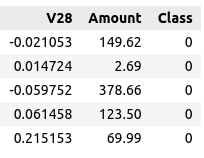 V28 Amount Class
-0.021053 149.62 0
0.014724 2.69 0
-0.059752 378.66 0
0.061458 123.50 0
0.215153 69.99 0